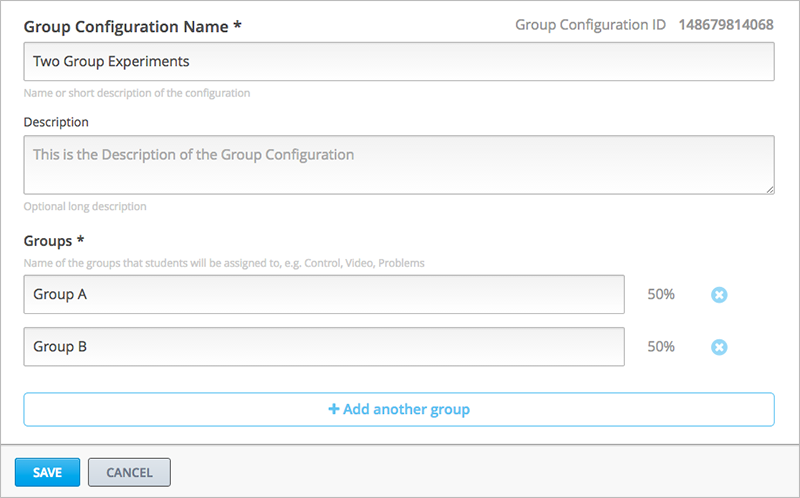 Group Configuration Name *
Group Configuration ID 148679814068
Two Group Experiments
Name or short description of the configuration
Description
This is the Description of the Group Configuration
Optional long description
Groups *
Name of the groups that students will be assigned to, e.g. Control, Video, Problems
Group A 50%
Group B 50%
+ Add another group
SAVE CANCEL